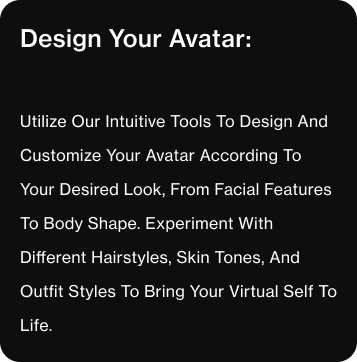 Design Your Avatar:
Utilize Our Intuitive Tools To Design And
Customize Your Avatar According To
Your Desired Look, From Facial Features
To Body Shape. Experiment With
Different Hairstyles, Skin Tones, And
Outfit Styles To Bring Your Virtual Self To
Life.